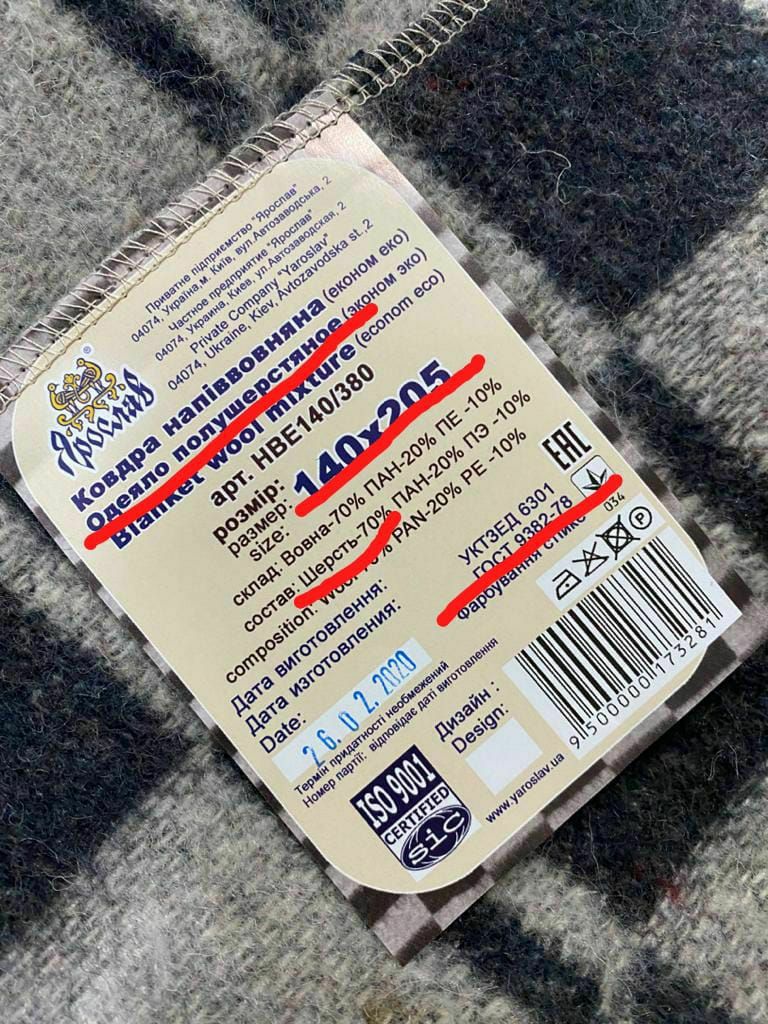 Приватне підприємство "Ярослав"
04074, Україна м. Київ, вул.Автозаводська, 2
Частное предприятие "Ярослав"
04074, Украина, Киев, ул.Автозаводская, 2
Private Company "Yaroslav"
04074, Ukraine, Kiev, Avtozavodska st., 2
Ярослав®
Ковдра напіввовняна (економ еко)
Одеяло полушерстяное (эконом эко)
Blanket wool mixture (econom eco)
арт. НВЕ140/380
розмір:
размер:
size:
140x205
склад: Вовна-70% ПАН-20% ПЕ -10%
состав: Шерсть-70% ПАН-20% ПЭ -10%
composition: PAN-20% PE -10%
EAC
УКТЗЕД 6301
ГОСТ 9382-78
Фарбування стійке
034
P
Дата виготовлення:
Дата изготовления:
Date:
26.02.2020
Термін придатності необмежений
Номер партії: відповідає даті виготовлення
Дизайн :
Design:
ISO 9001
CERTIFIED
SIC
www.yaroslav.ua
9 500000 173281